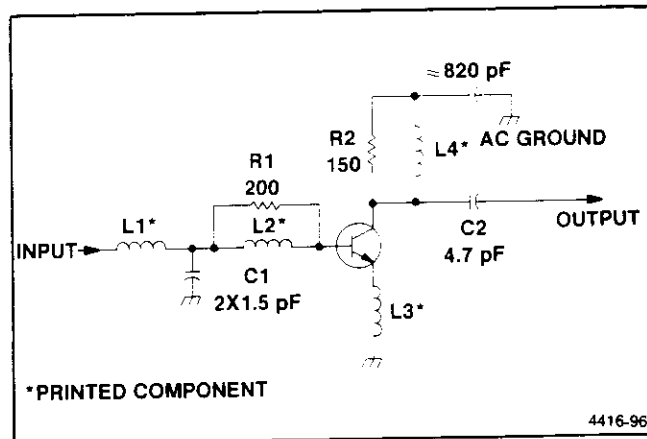 ≈820 pF
R2
150
L4*
AC GROUND
R1
200
L1*
L2*
INPUT
C1
2X1.5 pF
C2
4.7 pF
OUTPUT
L3*
*PRINTED COMPONENT
4416-96